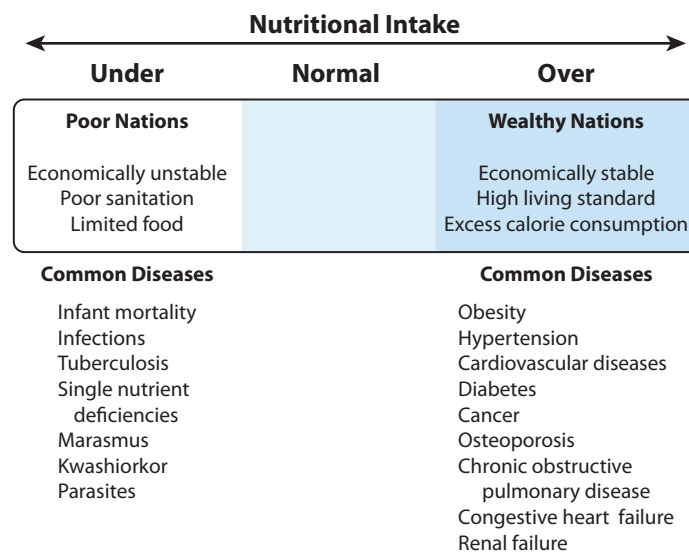 Nutritional Intake
Under Normal Over
Poor Nations
Economically unstable
Poor sanitation
Limited food
Wealthy Nations
Economically stable
High living standard
Excess calorie consumption
Common Diseases
Infant mortality
Infections
Tuberculosis
Single nutrient
deficiencies
Marasmus
Kwashiorkor
Parasites
Common Diseases
Obesity
Hypertension
Cardiovascular diseases
Diabetes
Cancer
Osteoporosis
Chronic obstructive
pulmonary disease
Congestive heart failure
Renal failure